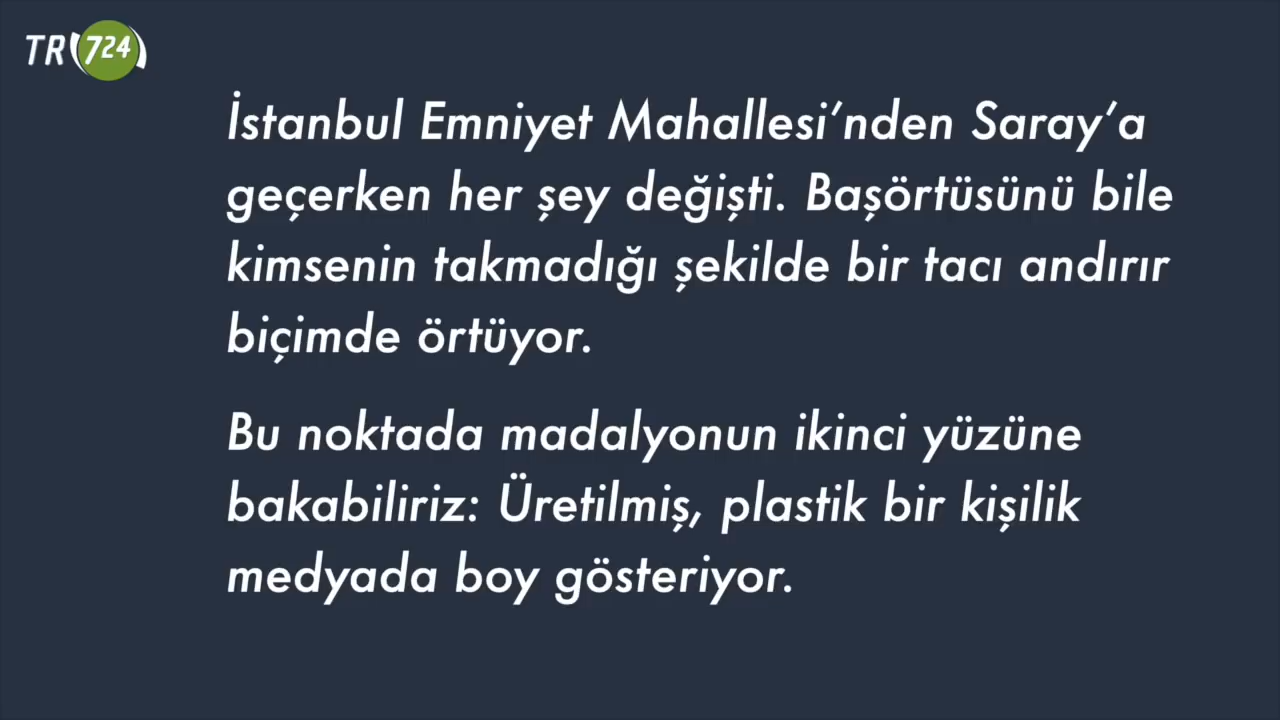 TR724
İstanbul Emniyet Mahallesi’nden Saray’a
geçerken her şey değişti. Başörtüsünü bile
kimsenin takmadığı şekilde bir tacı andırır
biçimde örtüyor.
Bu noktada madalyonun ikinci yüzüne
bakabiliriz: Üretilmiş, plastik bir kişilik
medyada boy gösteriyor.